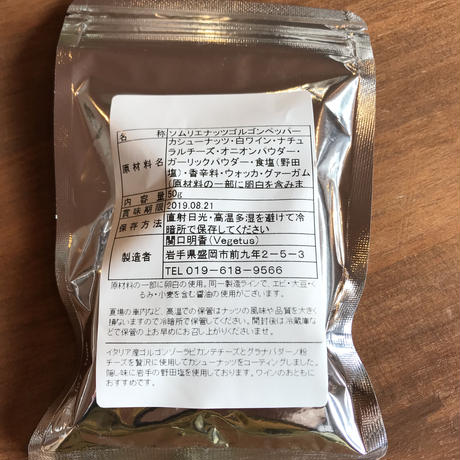 名 称 ソムリエナッツゴルゴンペッパー
原材料名 カシューナッツ・白ワイン・ナチュ
ラルチーズ・オニオンパウダー・
ガーリックパウダー・食塩(野田
塩)・香辛料・ウォッカ・グァーガム
(原材料の一部に卵白を含みま
内 容 量 50g
賞味期限 2019.08.21
保存方法 直射日光・高温多湿を避けて冷
暗所で保存してください
製造者 関口明香(Vegetus)
岩手県盛岡市前九年2-5-3
TEL 019-618-9566
原材料の一部に卵白の使用。同一製造ラインで、エビ・大豆・く
るみ・小麦を含む醤油の使用がございます。
夏場の車内など、高温での保管はナッツの風味や品質を大きく
損ないますので冷暗所で保管してください。開封後は冷蔵庫な
どで保管の上お早めにお召し上がりください。
イタリア産ゴルゴンゾーラピカンテチーズとグラナパダーノ粉
チーズを贅沢に使用してカシューナッツをコーティングしました。
隠し味に岩手の野田塩を使用しております。ワインのおともに
おすすめです。